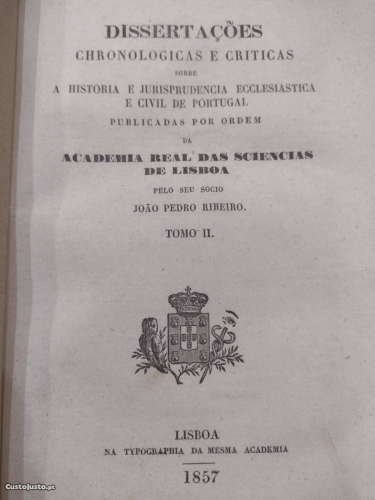 DISSERTAÇÕES
CHRONOLOGICAS E CRITICAS
SOBRE
A HISTORIA E JURISPRUDENCIA ECCLESIASTICA
E CIVIL DE PORTUGAL
PUBLICADAS POR ORDEM
DA
ACADEMIA REAL DAS SCIENCIAS
DE LISBOA
PELO SEU SOCIO
JOÃO PEDRO RIBEIRO.
TOMO II.
LISBOA
NA TYPOGRAPHIA DA MESMA ACADEMIA
1857
CustoJusto.pt